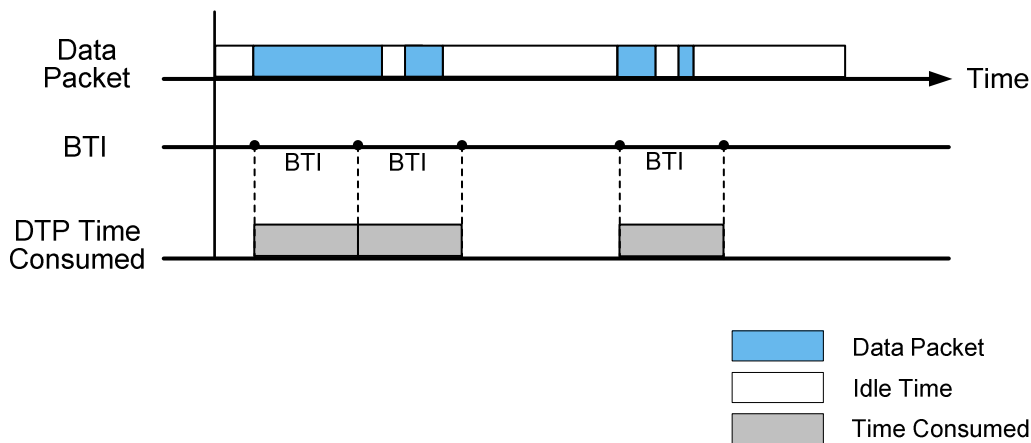 Data
Packet
Time
BTI
BTI
BTI
BTI
DTP Time
Consumed
Data Packet
Idle Time
Time Consumed